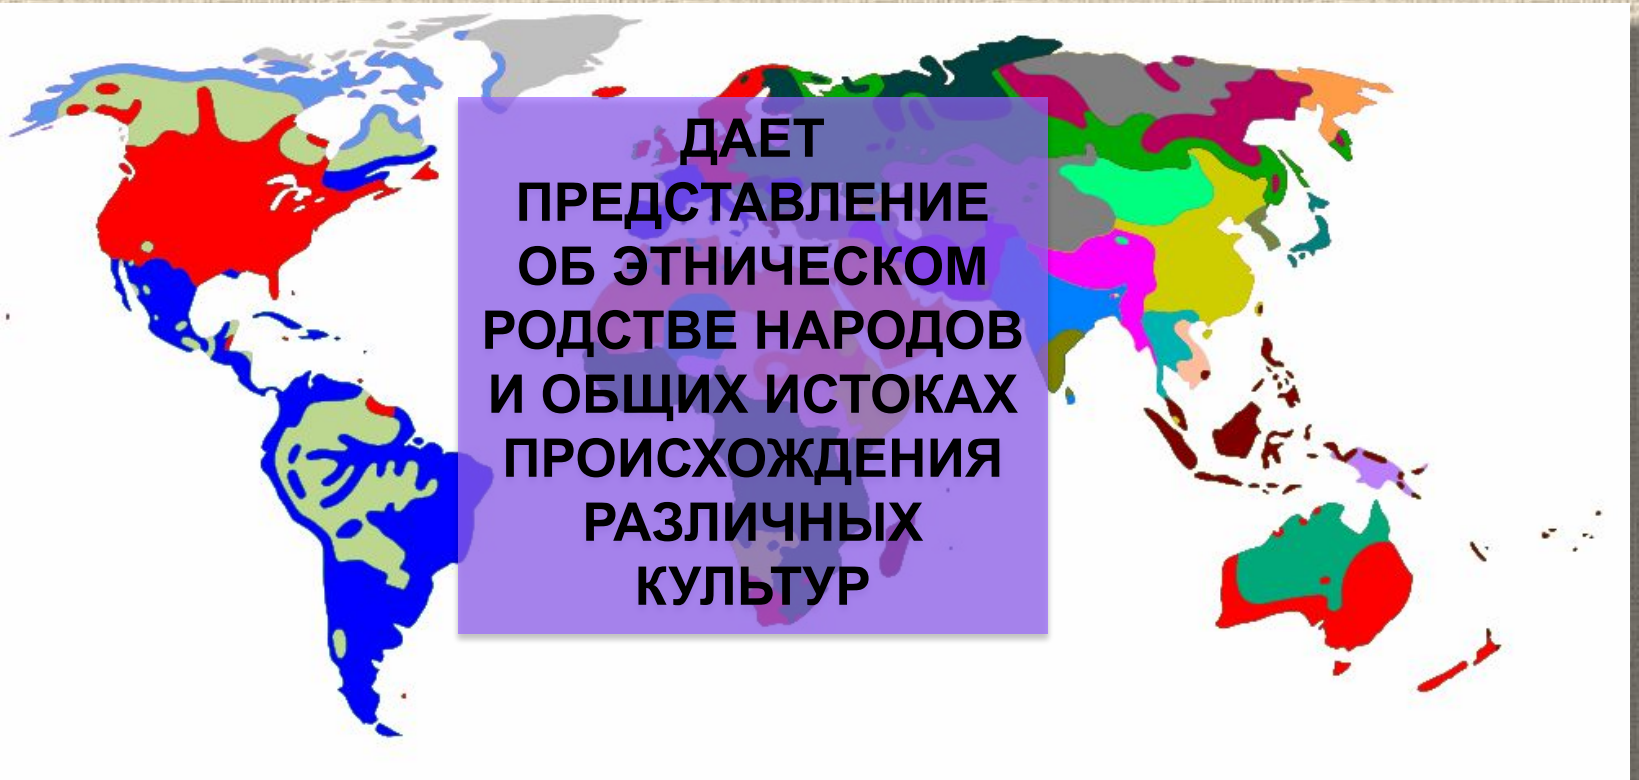 ДАЕТ
ПРЕДСТАВЛЕНИЕ
ОБ ЭТНИЧЕСКОМ
РОДСТВЕ НАРОДОВ
И ОБЩИХ ИСТОКАХ
ПРОИСХОЖДЕНИЯ
РАЗЛИЧНЫХ
КУЛЬТУР